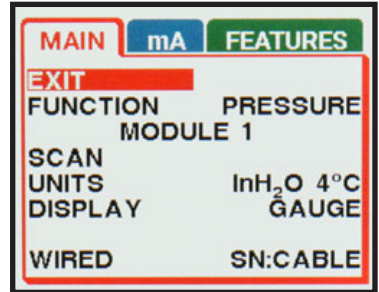 MAIN mA FEATURES
EXIT
FUNCTION PRESSURE
MODULE 1
SCAN
UNITS InH₂O 4°C
DISPLAY GAUGE
WIRED SN:CABLE